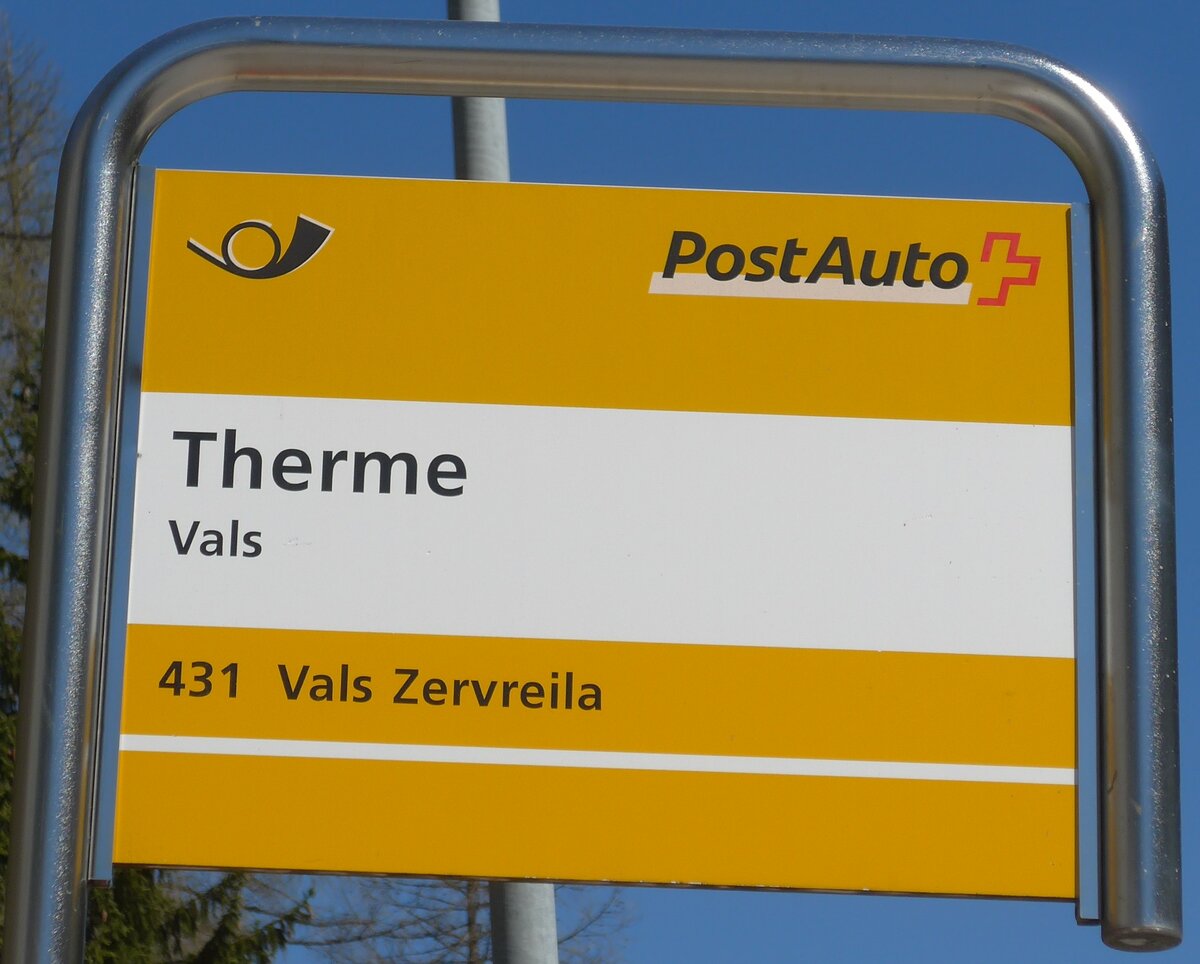 PostAuto
Therme
Vals
431 Vals Zervreila